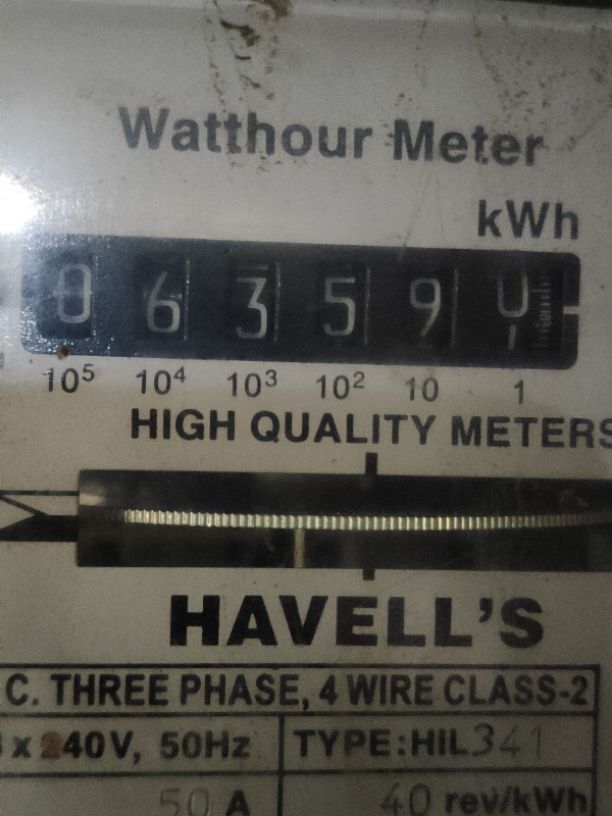 Watthour Meter
kWh
0 6 3 5 9 0
10⁵ 10⁴ 10³ 10² 10 1
HIGH QUALITY METERS
HAVELL'S
C. THREE PHASE, 4 WIRE CLASS-2
x 240V, 50Hz TYPE:HIL341
50 A 40 rev/kWh